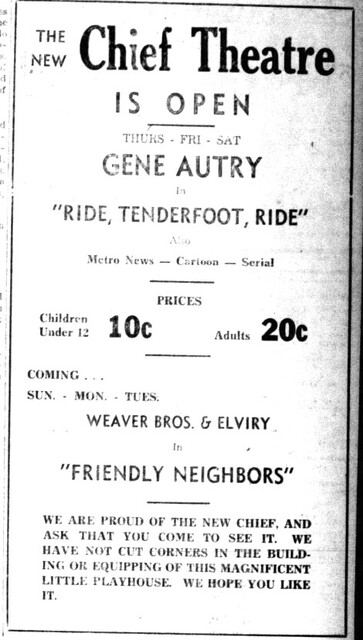 THE NEW Chief Theatre
IS OPEN
THURS - FRI - SAT
GENE AUTRY
In
"RIDE, TENDERFOOT, RIDE"
Also
Metro News — Cartoon — Serial
PRICES
Children Under 12 10c Adults 20c
COMING . . .
SUN. - MON. - TUES.
WEAVER BROS. & ELVIRY
In
"FRIENDLY NEIGHBORS"
WE ARE PROUD OF THE NEW CHIEF, AND
ASK THAT YOU COME TO SEE IT. WE
HAVE NOT CUT CORNERS IN THE BUILD-
ING OR EQUIPPING OF THIS MAGNIFICENT
LITTLE PLAYHOUSE. WE HOPE YOU LIKE
IT.